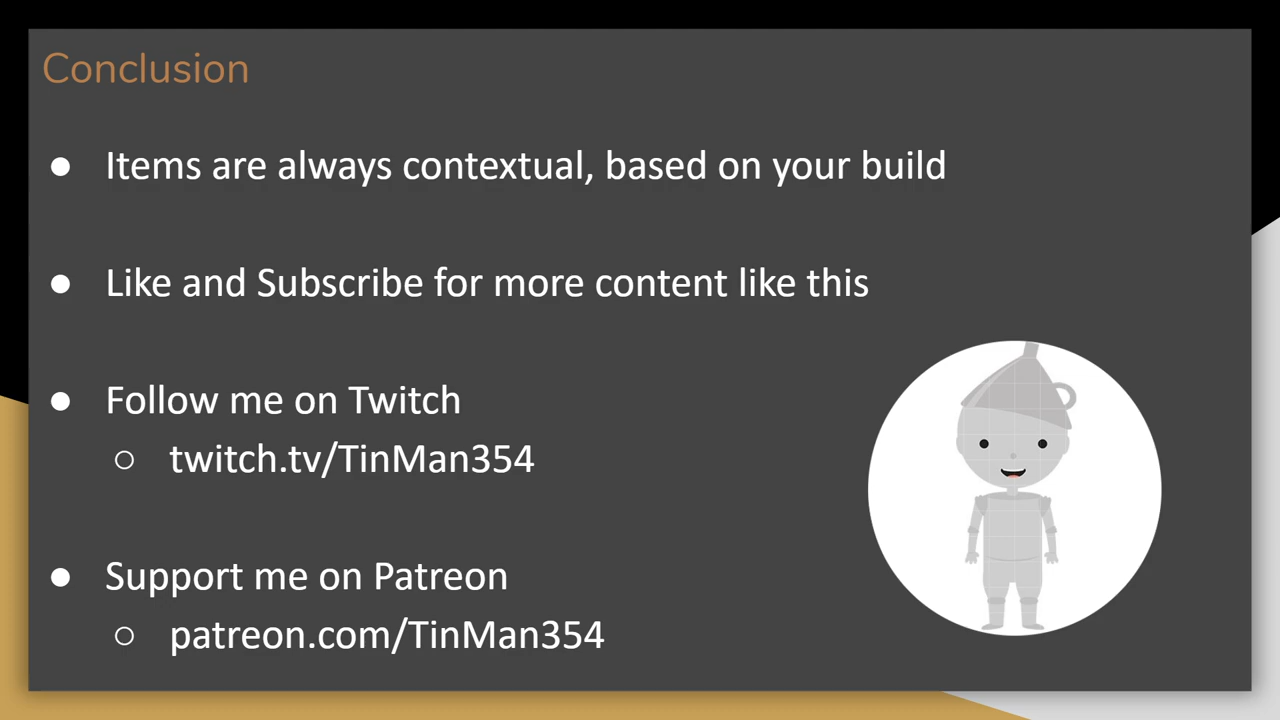 Conclusion
● Items are always contextual, based on your build
● Like and Subscribe for more content like this
● Follow me on Twitch
○ twitch.tv/TinMan354
● Support me on Patreon
○ patreon.com/TinMan354